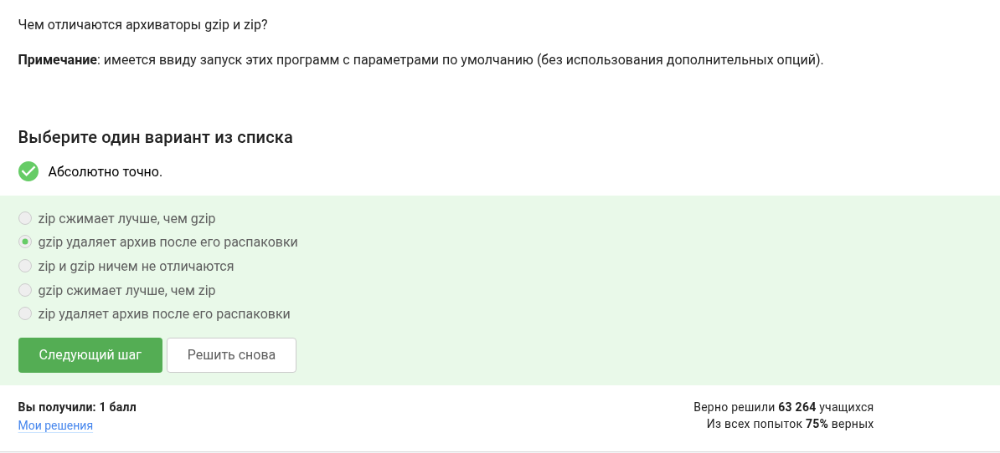 Чем отличаются архиваторы gzip и zip?
Примечание: имеется ввиду запуск этих программ с параметрами по умолчанию (без использования дополнительных опций).
Выберите один вариант из списка
Абсолютно точно.
zip сжимает лучше, чем gzip
gzip удаляет архив после его распаковки
zip и gzip ничем не отличаются
gzip сжимает лучше, чем zip
zip удаляет архив после его распаковки
Следующий шаг Решить снова
Вы получили: 1 балл
Мои решения
Верно решили 63 264 учащихся
Из всех попыток 75% верных